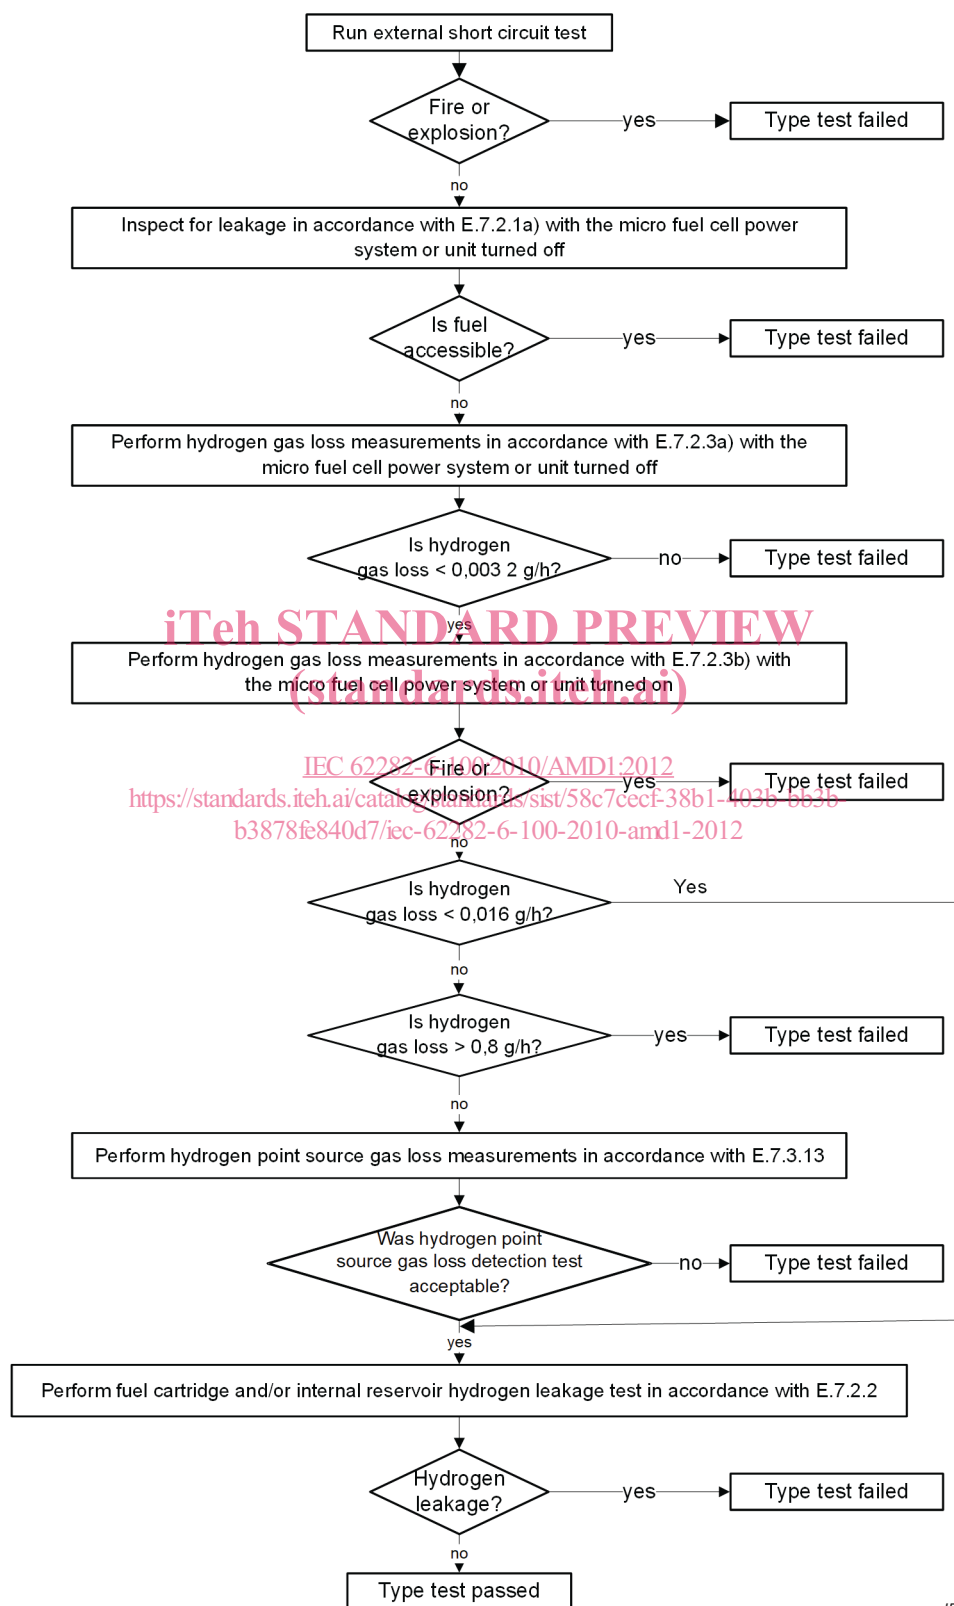 Run external short circuit test
Fire or
explosion?
yes
Type test failed
no
Inspect for leakage in accordance with E.7.2.1a) with the micro fuel cell power
system or unit turned off
Is fuel
accessible?
yes
Type test failed
no
Perform hydrogen gas loss measurements in accordance with E.7.2.3a) with the
micro fuel cell power system or unit turned off
Is hydrogen
gas loss < 0,003 2 g/h?
no
Type test failed
iTeh STANDARD PREVIEW
yes
Perform hydrogen gas loss measurements in accordance with E.7.2.3b) with
the micro fuel cell power system or unit turned on
(standards.iteh.ai)
IEC 62282-6-100:2010/AMD1:2012
Fire or
explosion?
yes
Type test failed
https://standards.iteh.ai/catalog/standards/sist/58c7cecf-38b1-403b-bb3b-
b3878fe840d7/iec-62282-6-100-2010-amd1-2012
no
Is hydrogen
gas loss < 0,016 g/h?
Yes
no
Is hydrogen
gas loss > 0,8 g/h?
yes
Type test failed
no
Perform hydrogen point source gas loss measurements in accordance with E.7.3.13
Was hydrogen point
source gas loss detection test
acceptable?
no
Type test failed
yes
Perform fuel cartridge and/or internal reservoir hydrogen leakage test in accordance with E.7.2.2
Hydrogen
leakage?
yes
Type test failed
no
Type test passed